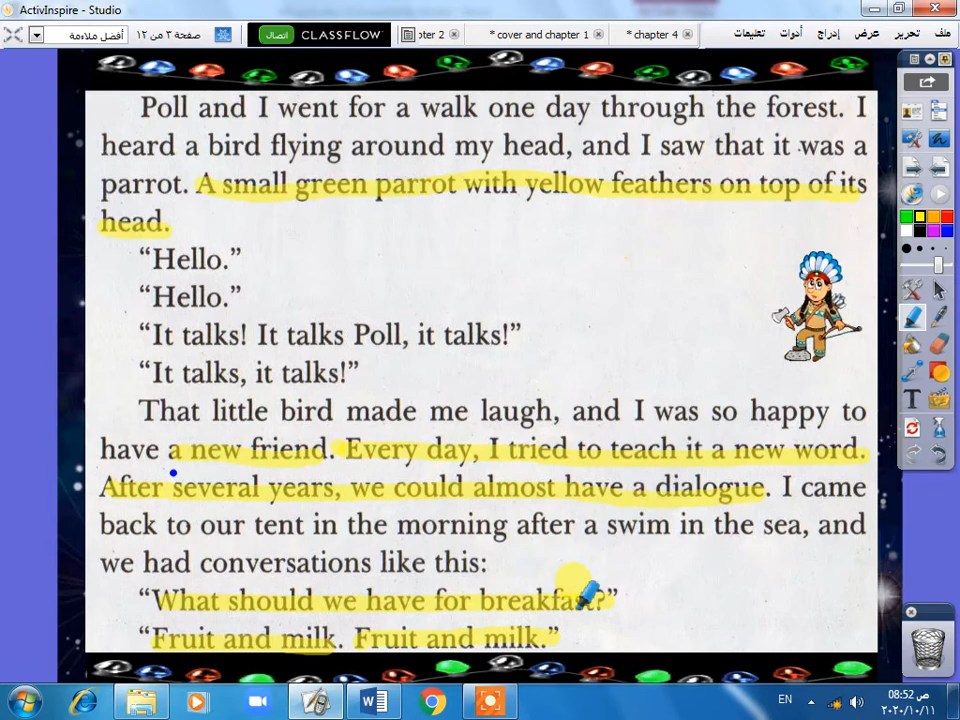 ActivInspire - Studio
أفضل ملاءمة صفحة ٣ من ١٢ اتصال CLASSFLOW pter 2 * cover and chapter 1 * chapter 4 * ملف تحرير عرض إدراج أدوات تعليمات
Poll and I went for a walk one day through the forest. I
heard a bird flying around my head, and I saw that it was a
parrot. A small green parrot with yellow feathers on top of its
head.
“Hello.”
“Hello.”
“It talks! It talks Poll, it talks!”
“It talks, it talks!”
That little bird made me laugh, and I was so happy to
have a new friend. Every day, I tried to teach it a new word.
After several years, we could almost have a dialogue. I came
back to our tent in the morning after a swim in the sea, and
we had conversations like this:
“What should we have for breakfast?”
“Fruit and milk. Fruit and milk.”
EN
08:52 ص
٢٠٢٠/١٠/١١